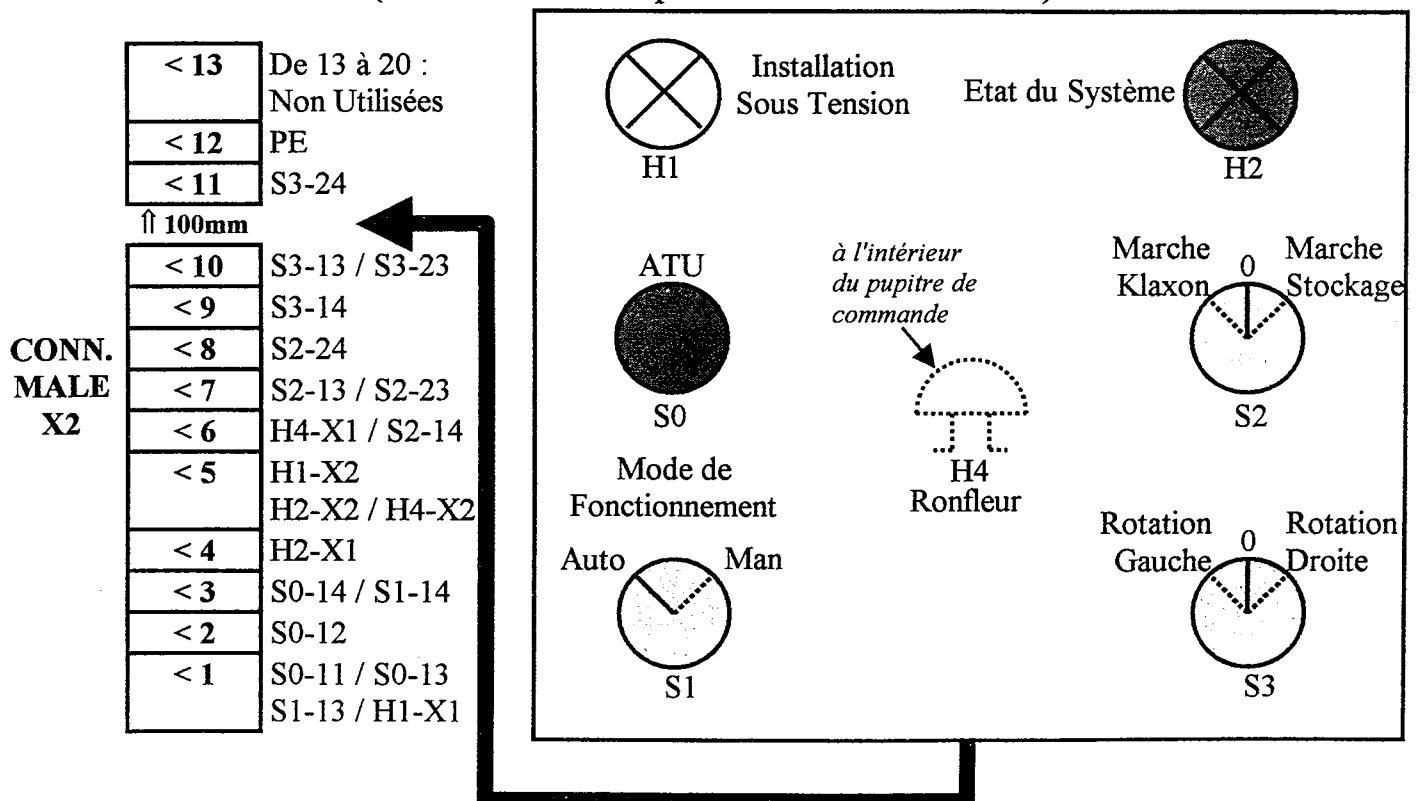 < 13 De 13 à 20 :
Non Utilisées
< 12 PE
< 11 S3-24
⇑ 100mm
< 10 S3-13 / S3-23
< 9 S3-14
< 8 S2-24
< 7 S2-13 / S2-23
< 6 H4-X1 / S2-14
< 5 H1-X2
H2-X2 / H4-X2
< 4 H2-X1
< 3 S0-14 / S1-14
< 2 S0-12
< 1 S0-11 / S0-13
S1-13 / H1-X1
CONN.
MALE
X2
Installation
Sous Tension
H1
Etat du Système
H2
ATU
S0
à l'intérieur
du pupitre de
commande
H4
Ronfleur
Marche
Klaxon
0
Marche
Stockage
S2
Mode de
Fonctionnement
Auto
Man
S1
Rotation
Gauche
0
Rotation
Droite
S3